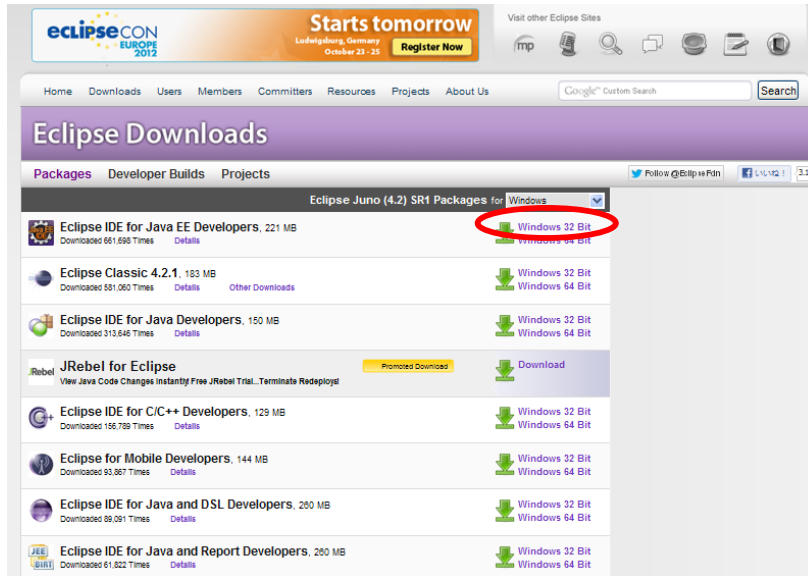 eclipseCON
EUROPE
2012
Starts tomorrow
Ludwigsburg, Germany
October 23 - 25
Register Now
Visit other Eclipse Sites
mp
Home Downloads Users Members Committers Resources Projects About Us
Google™ Custom Search
Search
Eclipse Downloads
Packages Developer Builds Projects
Follow @EclipseFdn
いいね！
Eclipse Juno (4.2) SR1 Packages for Windows
Eclipse IDE for Java EE Developers, 221 MB
Windows 32 Bit
Downloaded 661,698 Times Details
Windows 64 Bit
Eclipse Classic 4.2.1, 183 MB
Windows 32 Bit
Downloaded 581,060 Times Details Other Downloads
Windows 64 Bit
Eclipse IDE for Java Developers, 150 MB
Windows 32 Bit
Downloaded 313,646 Times Details
Windows 64 Bit
JRebel
JRebel for Eclipse
Promoted Download
Download
View Java Code Changes Instantly! Free JRebel Trial...Terminate Redeploys!
Eclipse IDE for C/C++ Developers, 129 MB
Windows 32 Bit
Downloaded 156,789 Times Details
Windows 64 Bit
Eclipse for Mobile Developers, 144 MB
Windows 32 Bit
Downloaded 93,867 Times Details
Windows 64 Bit
Eclipse IDE for Java and DSL Developers, 260 MB
Windows 32 Bit
Downloaded 89,091 Times Details
Windows 64 Bit
JEE
BIRT
Eclipse IDE for Java and Report Developers, 260 MB
Windows 32 Bit
Downloaded 61,822 Times Details
Windows 64 Bit